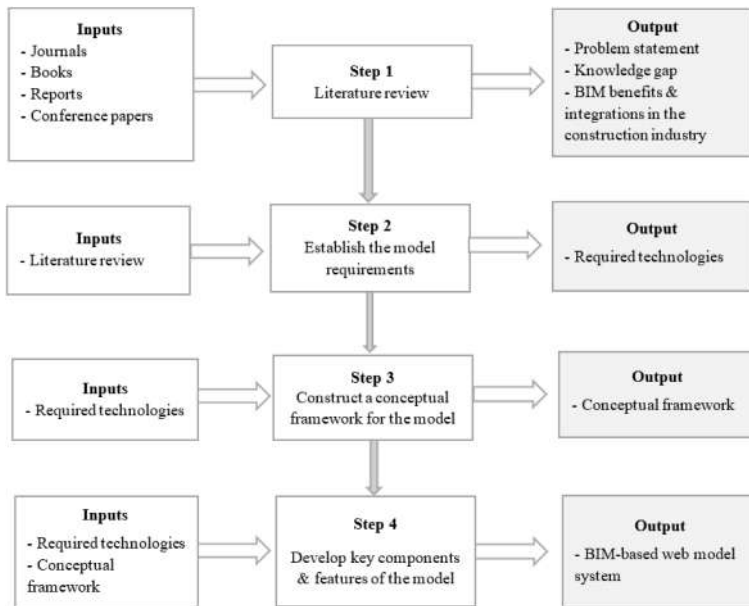 Inputs
- Journals
- Books
- Reports
- Conference papers
Step 1
Literature review
Output
- Problem statement
- Knowledge gap
- BIM benefits &
integrations in the
construction industry
Inputs
- Literature review
Step 2
Establish the model
requirements
Output
- Required technologies
Inputs
- Required technologies
Step 3
Construct a conceptual
framework for the model
Output
- Conceptual framework
Inputs
- Required technologies
- Conceptual
framework
Step 4
Develop key components
& features of the model
Output
- BIM-based web model
system